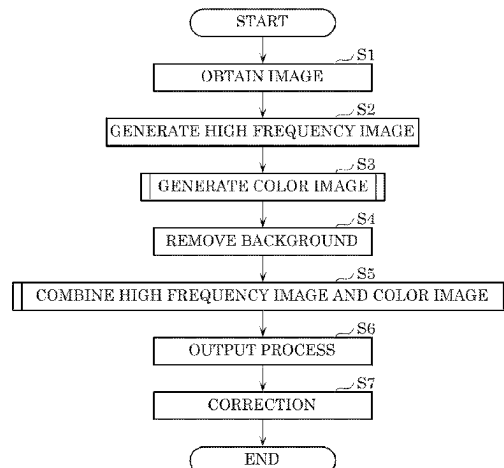 START
S1
OBTAIN IMAGE
S2
GENERATE HIGH FREQUENCY IMAGE
S3
GENERATE COLOR IMAGE
S4
REMOVE BACKGROUND
S5
COMBINE HIGH FREQUENCY IMAGE AND COLOR IMAGE
S6
OUTPUT PROCESS
S7
CORRECTION
END